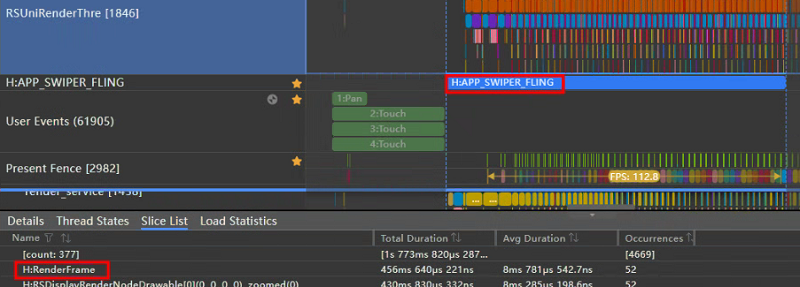 RSUniRenderThre [1846]
H:APP_SWIPER_FLING
H:APP_SWIPER_FLING
1:Pan
User Events (61905)
2:Touch
3:Touch
4:Touch
Present Fence [2982]
FPS: 112.8
render_service [1458]
... ...
Details Thread States Slice List Load Statistics
Name Total Duration Avg Duration Occurrences
[count: 377] [1s 773ms 820μs 287... [4669]
H:RenderFrame 456ms 640μs 221ns 8ms 781μs 542.7ns 52
H:RSDisplayRenderNodeDrawable[0](0, 0, 0, 0), zoomed(0) 430ms 830μs 332ns 8ms 285μs 198.6ns 52